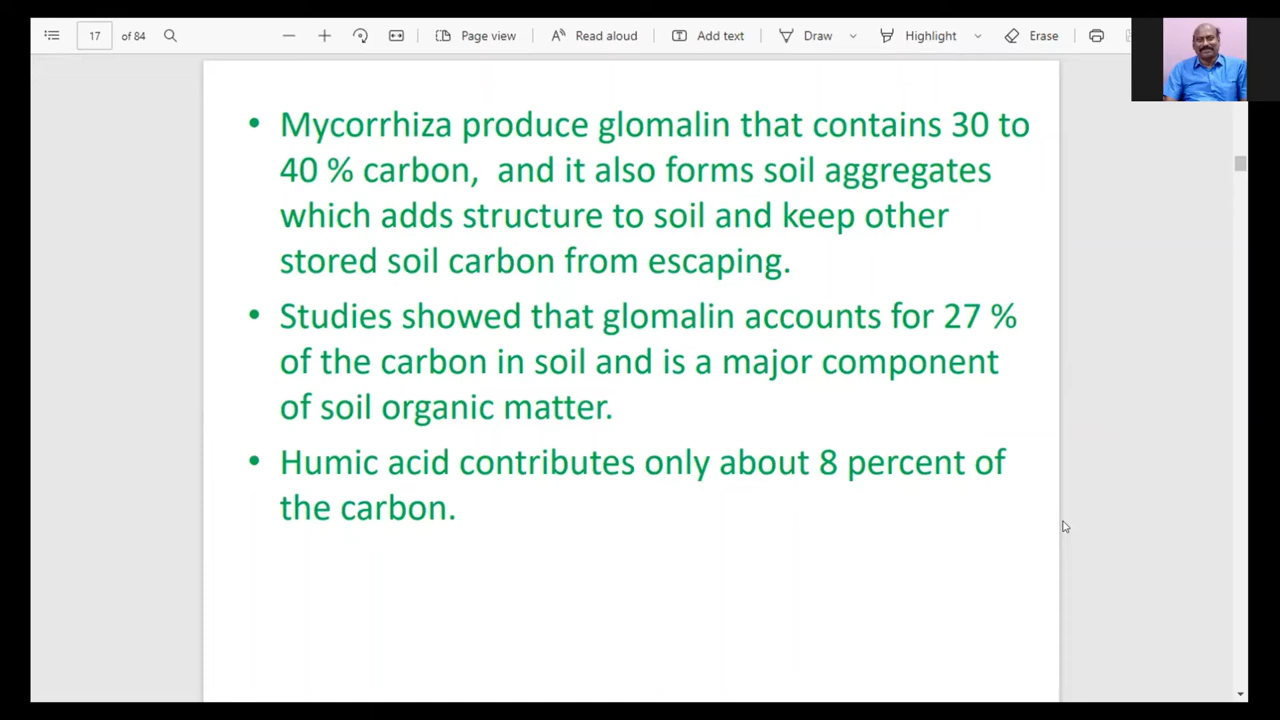 17 of 84 Page view Read aloud Add text Draw Highlight Erase
• Mycorrhiza produce glomalin that contains 30 to
40 % carbon,  and it also forms soil aggregates
which adds structure to soil and keep other
stored soil carbon from escaping.
• Studies showed that glomalin accounts for 27 %
of the carbon in soil and is a major component
of soil organic matter.
• Humic acid contributes only about 8 percent of
the carbon.